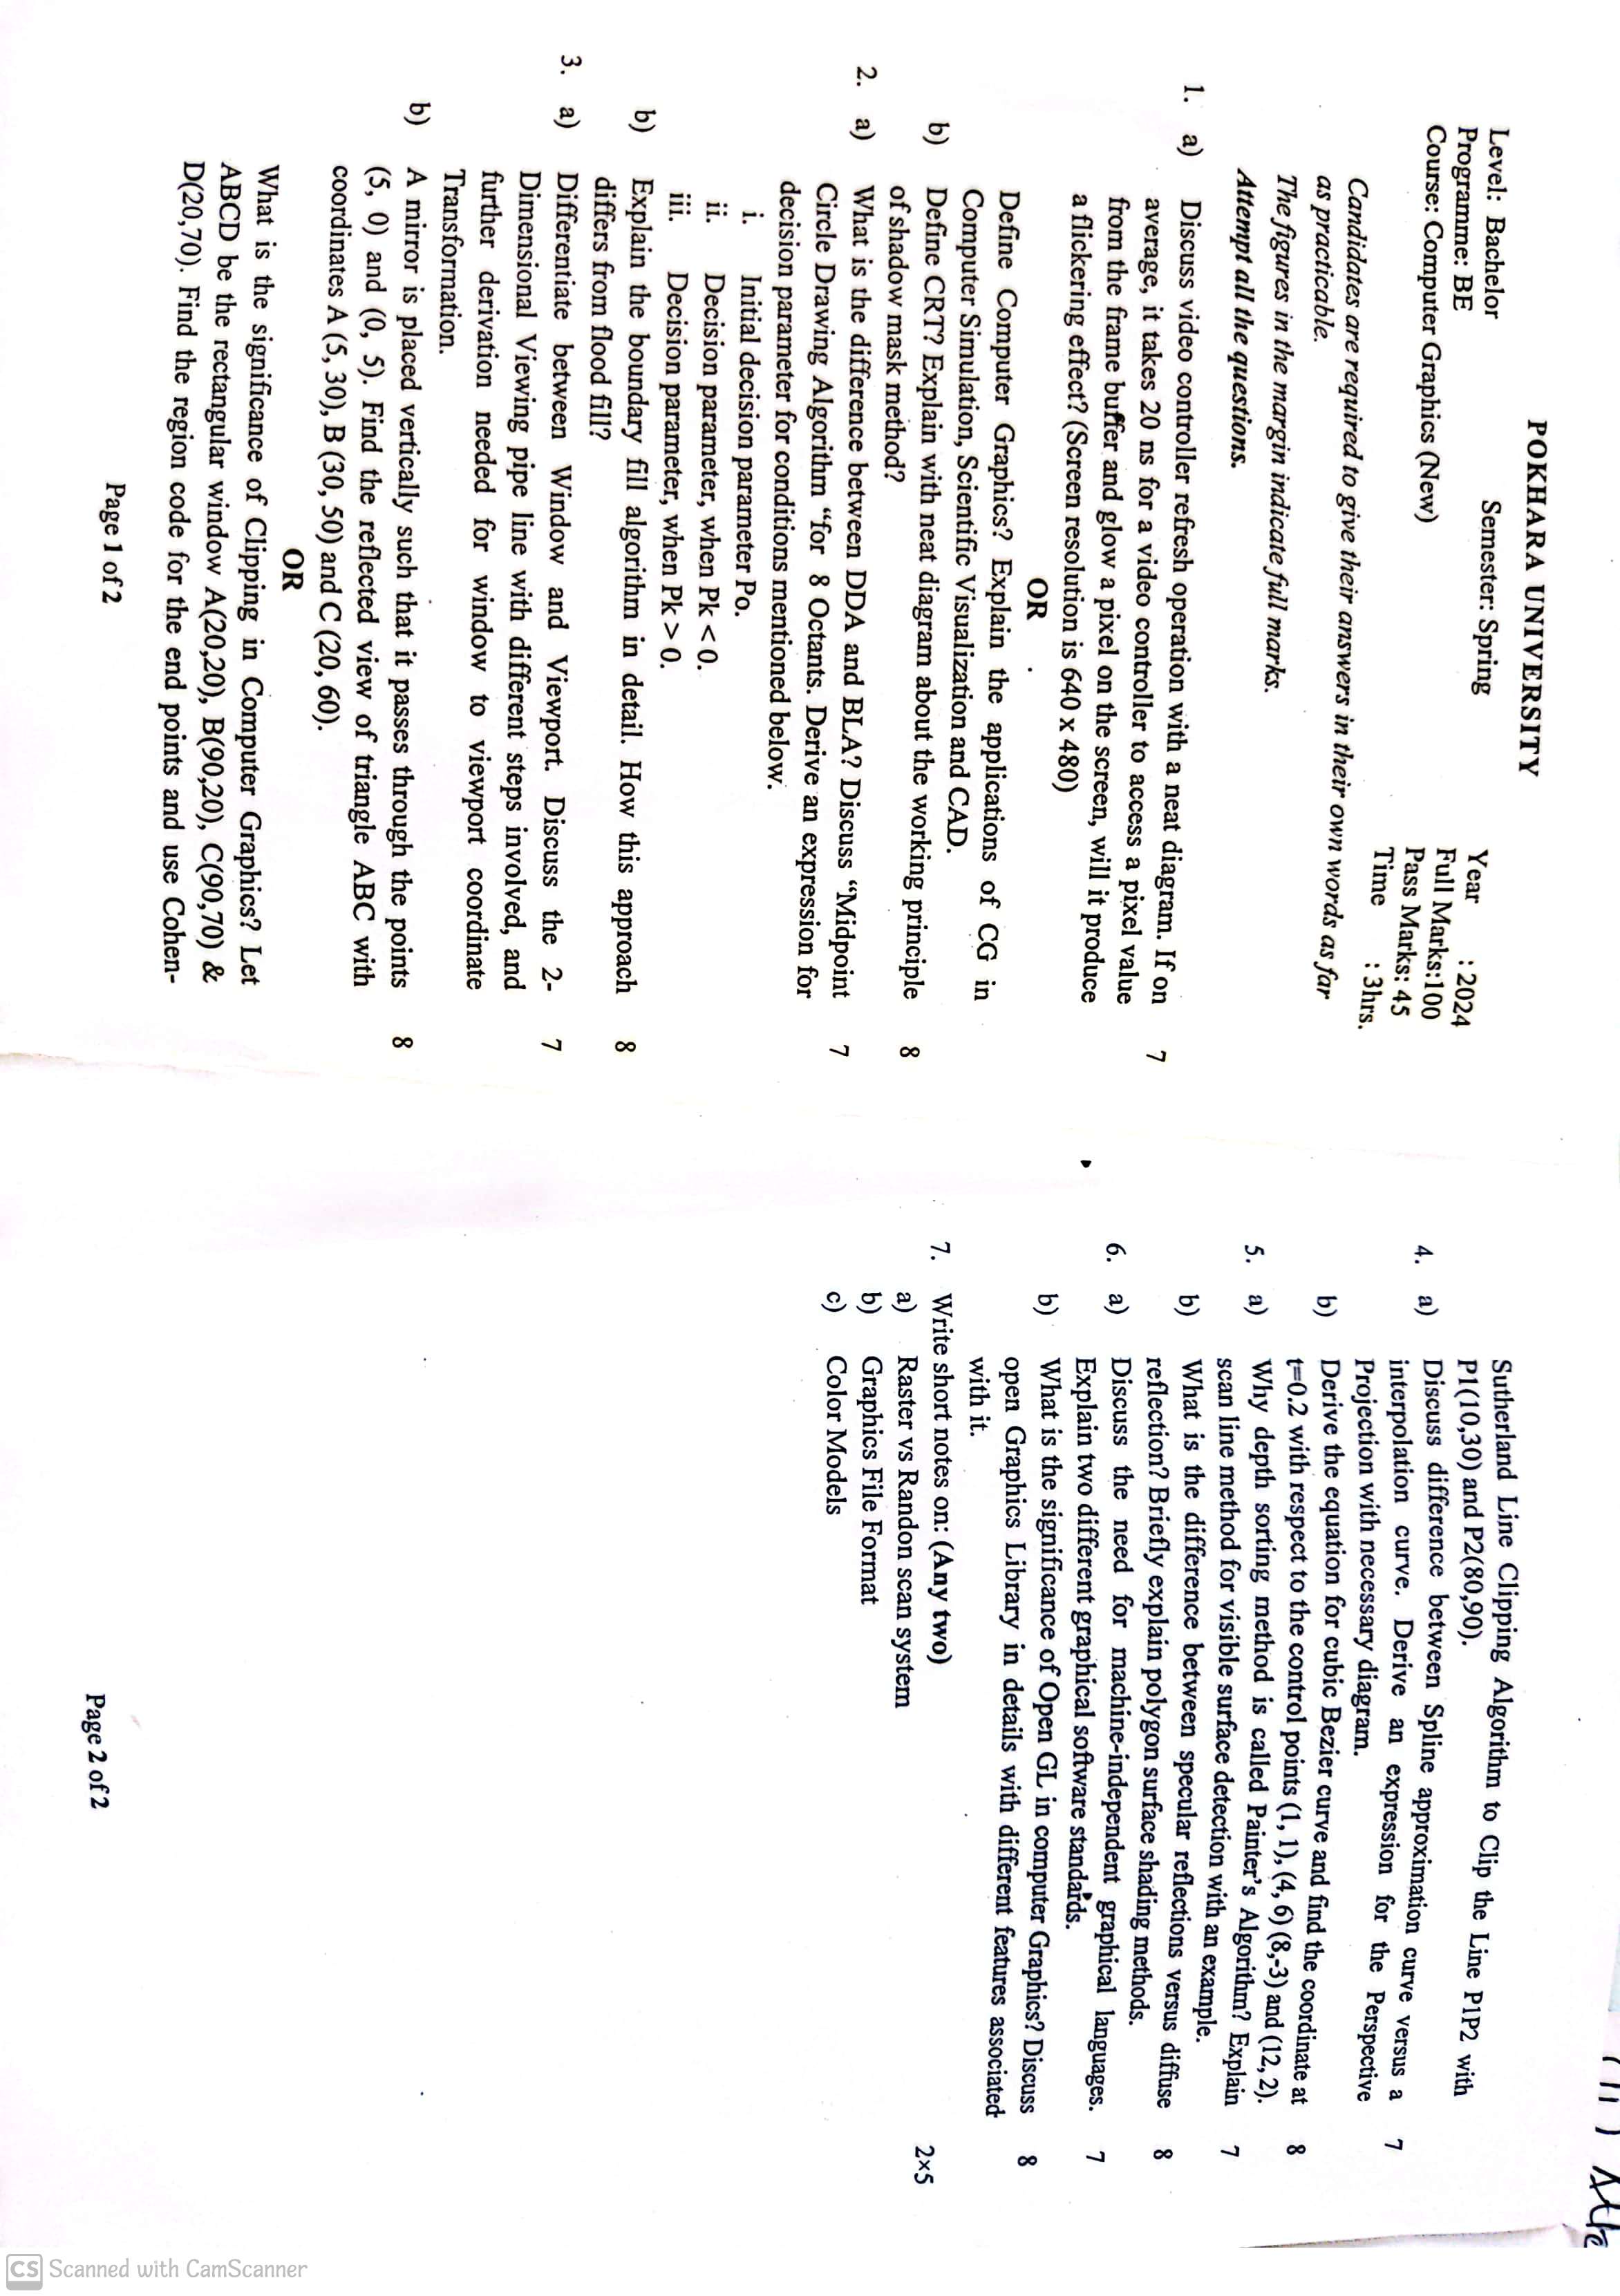 POKHARA UNIVERSITY
Level: Bachelor Semester: Spring Year : 2024
Programme: BE Full Marks:100
Course: Computer Graphics (New) Pass Marks: 45
Time : 3hrs.
Candidates are required to give their answers in their own words as far
as practicable.
The figures in the margin indicate full marks.
Attempt all the questions.
1. a) Discuss video controller refresh operation with a neat diagram. If on 7
average, it takes 20 ns for a video controller to access a pixel value
from the frame buffer and glow a pixel on the screen, will it produce
a flickering effect? (Screen resolution is 640 x 480)
OR
Define Computer Graphics? Explain the applications of CG in
Computer Simulation, Scientific Visualization and CAD.
b) Define CRT? Explain with neat diagram about the working principle 8
of shadow mask method?
2. a) What is the difference between DDA and BLA? Discuss “Midpoint 7
Circle Drawing Algorithm “for 8 Octants. Derive an expression for
decision parameter for conditions mentioned below.
i. Initial decision parameter Po.
ii. Decision parameter, when Pk < 0.
iii. Decision parameter, when Pk > 0.
b) Explain the boundary fill algorithm in detail. How this approach 8
differs from flood fill?
3. a) Differentiate between Window and Viewport. Discuss the 2- 7
Dimensional Viewing pipe line with different steps involved, and
further derivation needed for window to viewport coordinate
Transformation.
b) A mirror is placed vertically such that it passes through the points 8
(5, 0) and (0, 5). Find the reflected view of triangle ABC with
coordinates A (5, 30), B (30, 50) and C (20, 60).
OR
What is the significance of Clipping in Computer Graphics? Let
ABCD be the rectangular window A(20,20), B(90,20), C(90,70) &
D(20,70). Find the region code for the end points and use Cohen-
Page 1 of 2
Sutherland Line Clipping Algorithm to Clip the Line P1P2 with
P1(10,30) and P2(80,90).
4. a) Discuss difference between Spline approximation curve versus a 7
interpolation curve. Derive an expression for the Perspective
Projection with necessary diagram.
b) Derive the equation for cubic Bezier curve and find the coordinate at 8
t=0.2 with respect to the control points (1, 1), (4, 6) (8,-3) and (12, 2).
5. a) Why depth sorting method is called Painter's Algorithm? Explain 7
scan line method for visible surface detection with an example.
b) What is the difference between specular reflections versus diffuse 8
reflection? Briefly explain polygon surface shading methods.
6. a) Discuss the need for machine-independent graphical languages. 7
Explain two different graphical software standards.
b) What is the significance of Open GL in computer Graphics? Discuss 8
open Graphics Library in details with different features associated
with it.
7. Write short notes on: (Any two) 2×5
a) Raster vs Randon scan system
b) Graphics File Format
c) Color Models
Page 2 of 2
CS Scanned with CamScanner